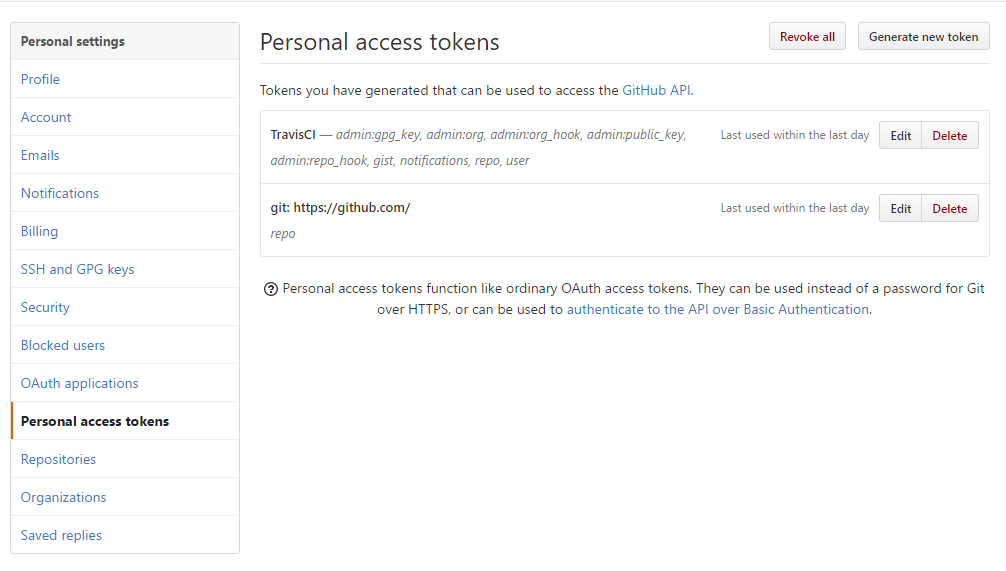 Personal settings
Profile
Account
Emails
Notifications
Billing
SSH and GPG keys
Security
Blocked users
OAuth applications
Personal access tokens
Repositories
Organizations
Saved replies
Personal access tokens
Revoke all
Generate new token
Tokens you have generated that can be used to access the GitHub API.
TravisCI — admin:gpg_key, admin:org, admin:org_hook, admin:public_key,
admin:repo_hook, gist, notifications, repo, user
Last used within the last day
Edit
Delete
git: https://github.com/
repo
Last used within the last day
Edit
Delete
Personal access tokens function like ordinary OAuth access tokens. They can be used instead of a password for Git
over HTTPS, or can be used to authenticate to the API over Basic Authentication.